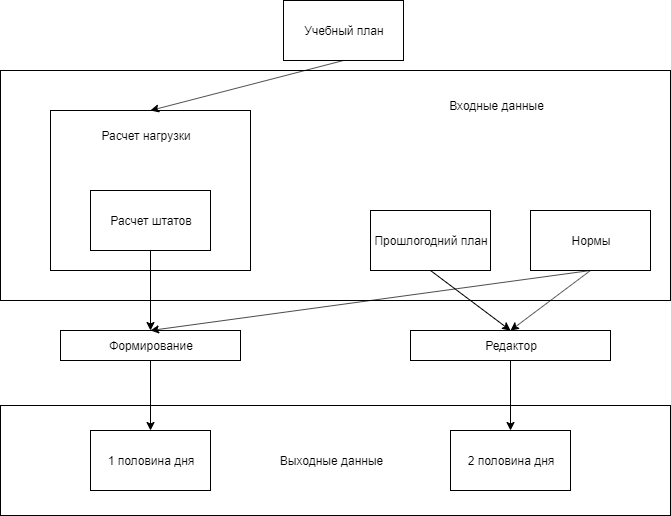 Учебный план
Входные данные
Расчет нагрузки
Расчет штатов
Прошлогодний план
Нормы
Формирование
Редактор
1 половина дня
Выходные данные
2 половина дня